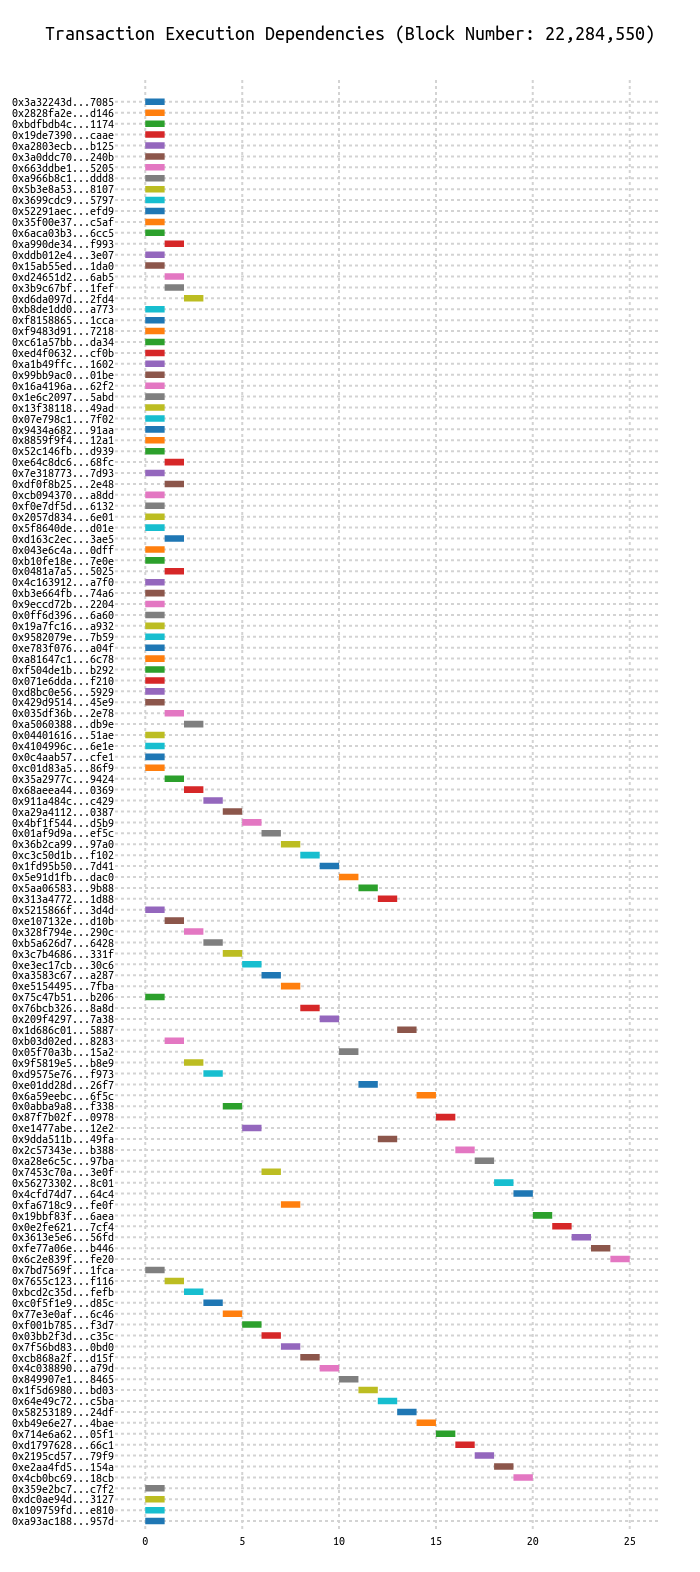 Transaction Execution Dependencies (Block Number: 22,284,550)
0x3a32243d...7085
0x2828fa2e...d146
0xbdfbdb4c...1174
0x19de7390...caae
0xa2803ecb...b125
0x3a0ddc70...240b
0x663ddbe1...5205
0xa966b8c1...ddd8
0x5b3e8a53...8107
0x3699cdc9...5797
0x52291aec...efd9
0x35f00e37...c5af
0x6aca03b3...6cc5
0xa990de34...f993
0xddb012e4...3e07
0x15ab55ed...1da0
0xd24651d2...6ab5
0x3b9c67bf...1fef
0xd6da097d...2fd4
0xb8de1dd0...a773
0xf8158865...1cca
0xf9483d91...7218
0xc61a57bb...da34
0xed4f0632...cf0b
0xa1b49ffc...1602
0x99bb9ac0...01be
0x16a4196a...62f2
0x1e6c2097...5abd
0x13f38118...49ad
0x07e798c1...7f02
0x9434a682...91aa
0x8859f9f4...12a1
0x52c146fb...d939
0xe64c8dc6...68fc
0x7e318773...7d93
0xdf0f8b25...2e48
0xcb094370...a8dd
0xf0e7df5d...6132
0x2057d834...6e01
0x5f8640de...d01e
0xd163c2ec...3ae5
0x043e6c4a...0dff
0xb10fe18e...7e0e
0x0481a7a5...5025
0x4c163912...a7f0
0xb3e664fb...74a6
0x9eccd72b...2204
0x0ff6d396...6a60
0x19a7fc16...a932
0x9582079e...7b59
0xe783f076...a04f
0xa81647c1...6c78
0xf504de1b...b292
0x071e6dda...f210
0xd8bc0e56...5929
0x429d9514...45e9
0x035df36b...2e78
0xa5060388...db9e
0x04401616...51ae
0x4104996c...6e1e
0x0c4aab57...cfe1
0xc01d83a5...86f9
0x35a2977c...9424
0x68aeea44...0369
0x911a484c...c429
0xa29a4112...0387
0x4bf1f544...d5b9
0x01af9d9a...ef5c
0x36b2ca99...97a0
0xc3c50d1b...f102
0x1fd95b50...7d41
0x5e91d1fb...dac0
0x5aa06583...9b88
0x313a4772...1d88
0x5215866f...3d4d
0xe107132e...d10b
0x328f794e...290c
0xb5a626d7...6428
0x3c7b4686...331f
0xe3ec17cb...30c6
0xa3583c67...a287
0xe5154495...7fba
0x75c47b51...b206
0x76bcb326...8a8d
0x209f4297...7a38
0x1d686c01...5887
0xb03d02ed...8283
0x05f70a3b...15a2
0x9f5819e5...b8e9
0xd9575e76...f973
0xe01dd28d...26f7
0x6a59eebc...6f5c
0x0abba9a8...f338
0x87f7b02f...0978
0xe1477abe...12e2
0x9dda511b...49fa
0x2c57343e...b388
0xa28e6c5c...97ba
0x7453c70a...3e0f
0x56273302...8c01
0x4cfd74d7...64c4
0xfa6718c9...fe0f
0x19bbf83f...6aea
0x0e2fe621...7cf4
0x3613e5e6...56fd
0xfe77a06e...b446
0x6c2e839f...fe20
0x7bd7569f...1fca
0x7655c123...f116
0xbcd2c35d...fefb
0xc0f5f1e9...d85c
0x77e3e0af...6c46
0xf001b785...f3d7
0x03bb2f3d...c35c
0x7f56bd83...0bd0
0xcb868a2f...d15f
0x4c038890...a79d
0x849907e1...8465
0x1f5d6980...bd03
0x64e49c72...c5ba
0x58253189...24df
0xb49e6e27...4bae
0x714e6a62...05f1
0xd1797628...66c1
0x2195cd57...79f9
0xe2aa4fd5...154a
0x4cb0bc69...18cb
0x359e2bc7...c7f2
0xdc0ae94d...3127
0x109759fd...e810
0xa93ac188...957d
0 5 10 15 20 25